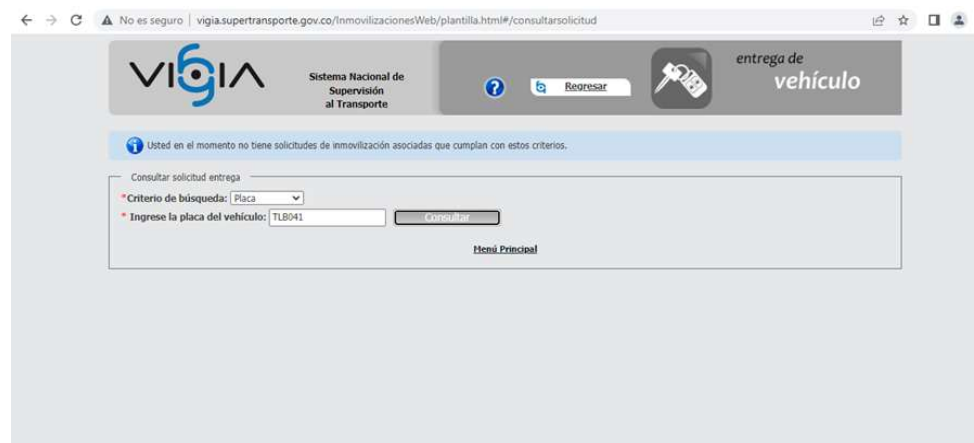 No es seguro | vigia.supertransporte.gov.co/InmovilizacionesWeb/plantilla.html#/consultarsolicitud
VIGIA
Sistema Nacional de
Supervisión
al Transporte
?
Regresar
entrega de
vehículo
Usted en el momento no tiene solicitudes de inmovilización asociadas que cumplan con estos criterios.
Consultar solicitud entrega
*Criterio de búsqueda: Placa
* Ingrese la placa del vehículo: TLB041 Consultar
Menú Principal